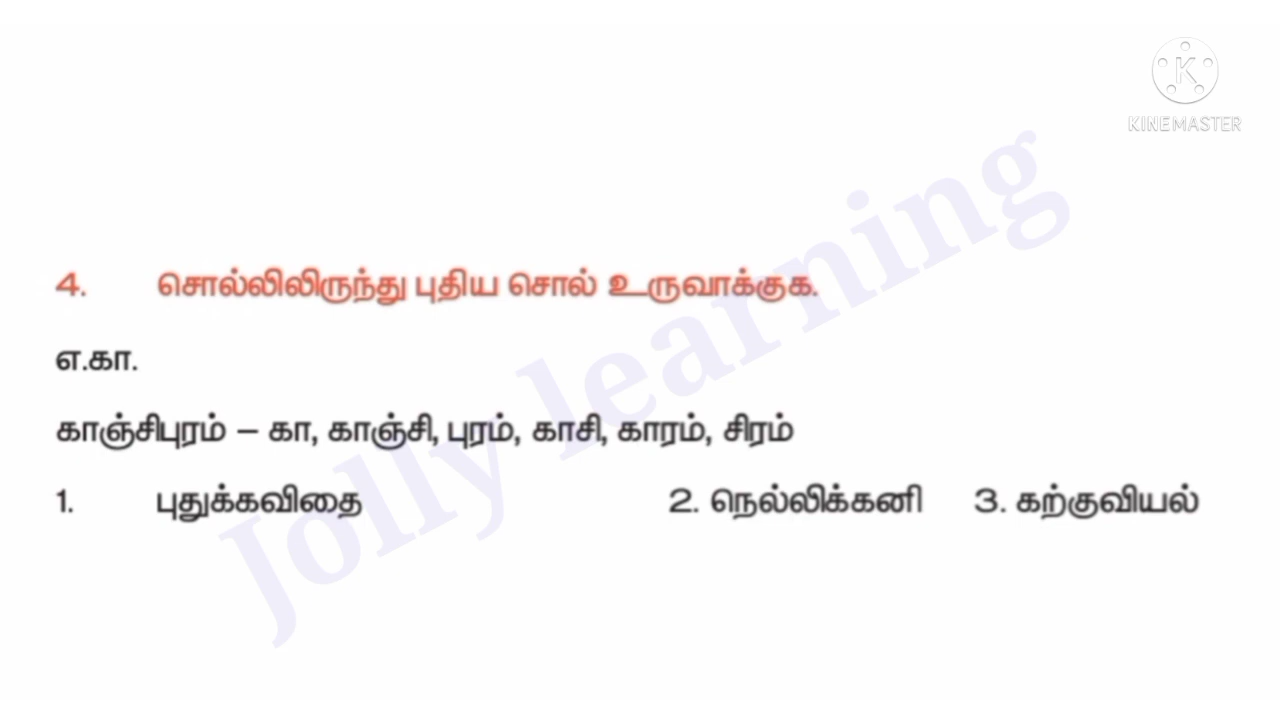 KINEMASTER
Jolly learning
4. சொல்லிலிருந்து புதிய சொல் உருவாக்குக.
எ.கா.
காஞ்சிபுரம் – கா, காஞ்சி, புரம், காசி, காரம், சிரம்
1. புதுக்கவிதை 2. நெல்லிக்கனி 3. கற்குவியல்